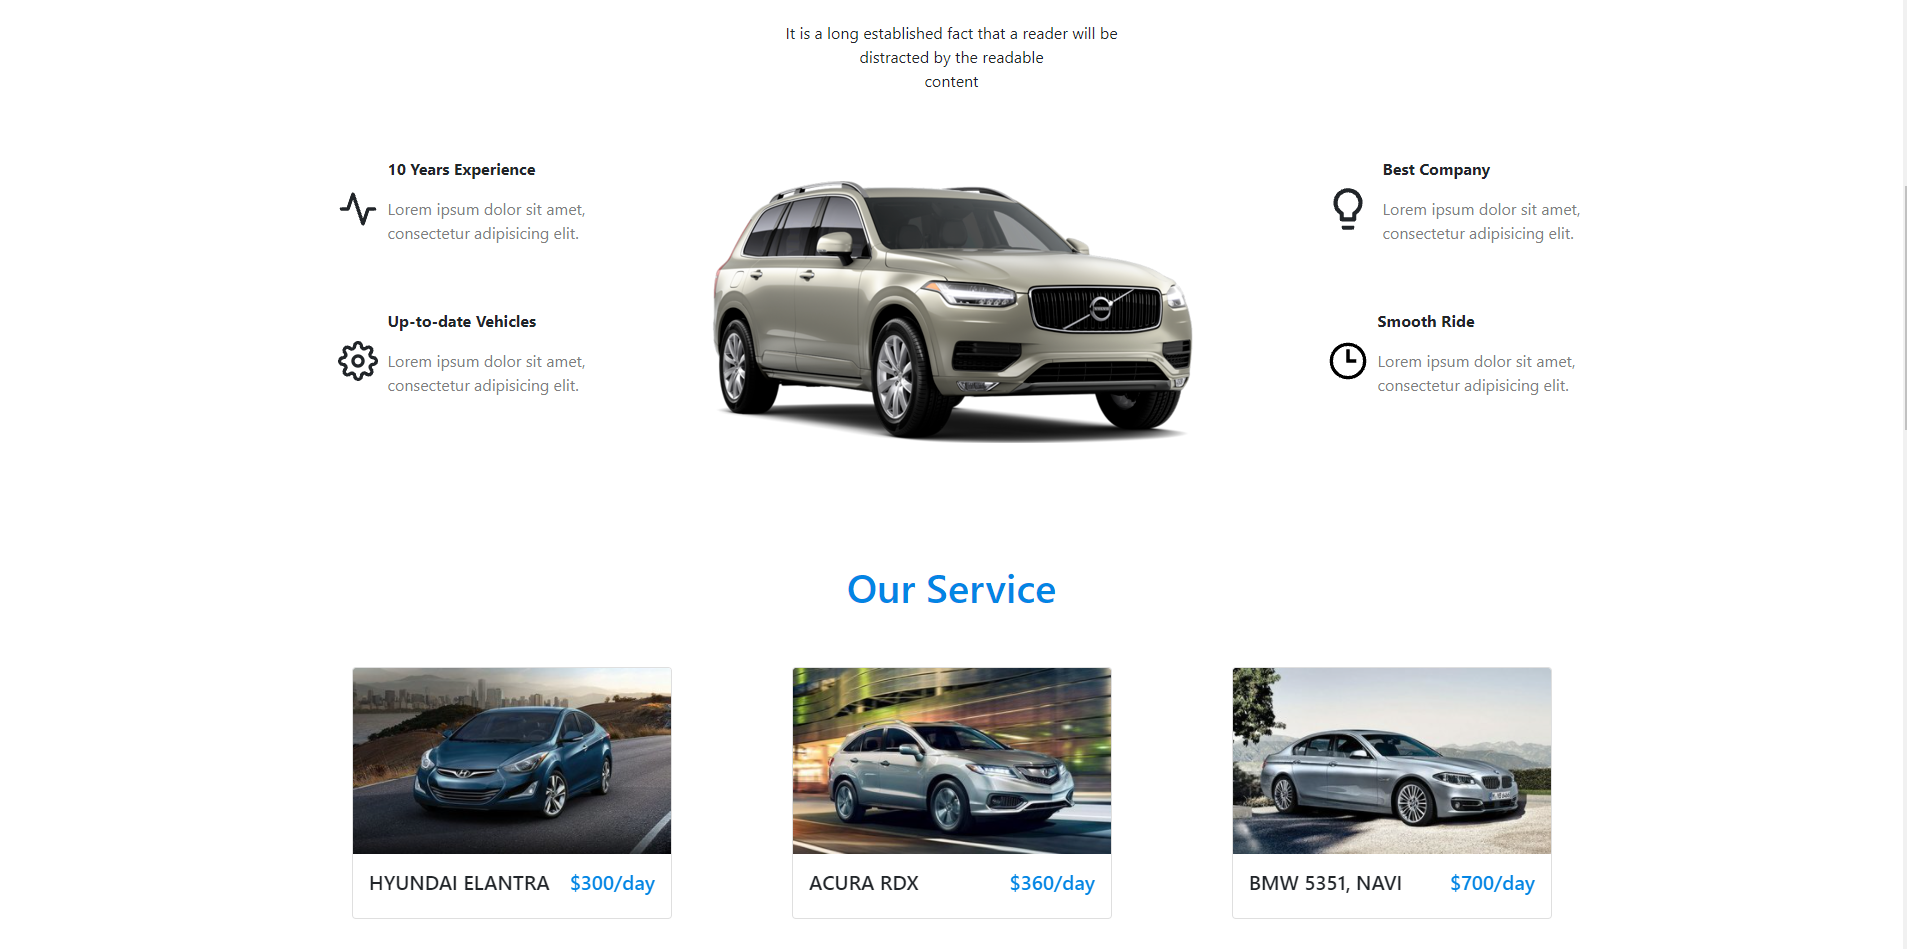 It is a long established fact that a reader will be
distracted by the readable
content
10 Years Experience
Lorem ipsum dolor sit amet,
consectetur adipisicing elit.
Up-to-date Vehicles
Lorem ipsum dolor sit amet,
consectetur adipisicing elit.
Best Company
Lorem ipsum dolor sit amet,
consectetur adipisicing elit.
Smooth Ride
Lorem ipsum dolor sit amet,
consectetur adipisicing elit.
Our Service
HYUNDAI ELANTRA $300/day
ACURA RDX $360/day
BMW 5351, NAVI $700/day